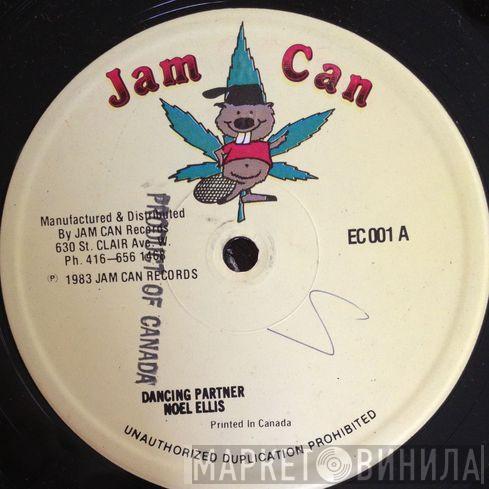 Jam Can
Manufactured & Distributed
By JAM CAN Records
630 St. CLAIR Ave.
Ph. 416-656 1468
℗ 1983 JAM CAN RECORDS
EC 001 A
PRODUCT OF CANADA
DANCING PARTNER
NOEL ELLIS
Printed In Canada
UNAUTHORIZED DUPLICATION PROHIBITED
МАРКЕТ ВИНИЛА